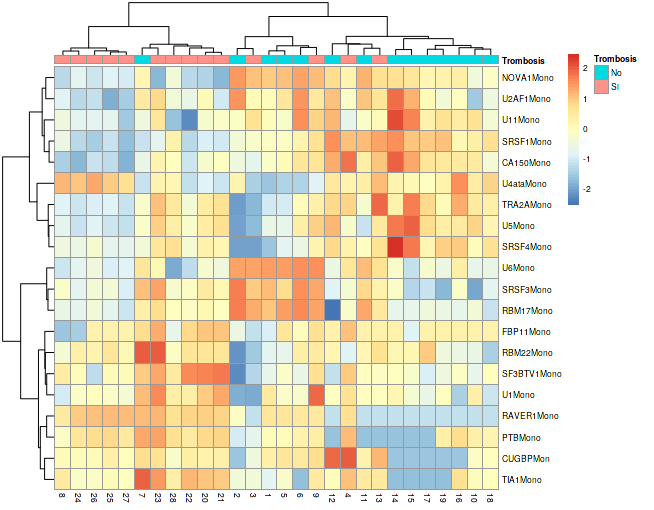 Trombosis
Trombosis
No
SI
2
1
0
-1
-2
NOVA1Mono
U2AF1Mono
U11Mono
SRSF1Mono
CA150Mono
U4ataMono
TRA2AMono
U5Mono
SRSF4Mono
U6Mono
SRSF3Mono
RBM17Mono
FBP11Mono
RBM22Mono
SF3BTV1Mono
U1Mono
RAVER1Mono
PTBMono
CUGBPMon
TIA1Mono
8 24 26 25 27 7 23 28 22 20 21 2 3 1 5 6 9 12 4 11 13 14 15 17 19 16 10 18